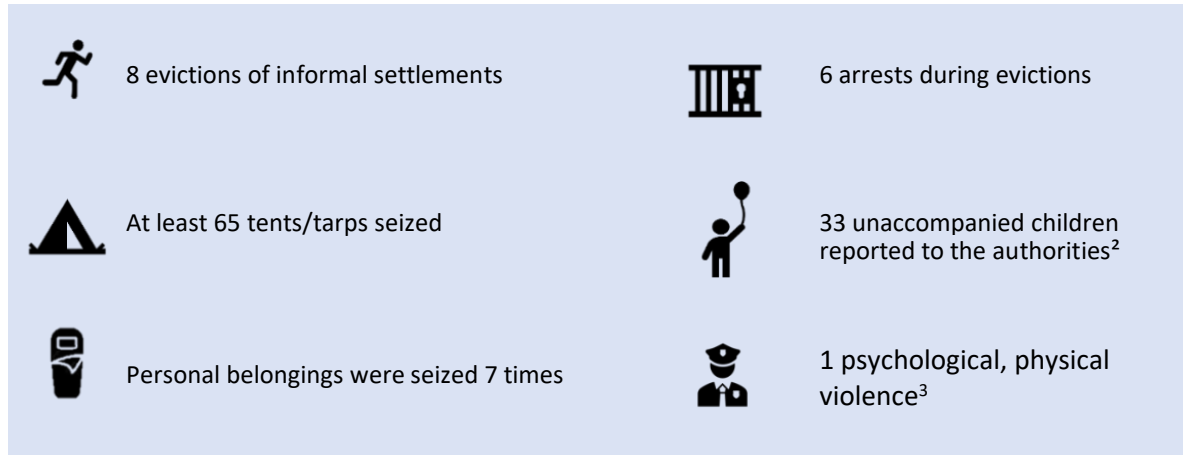 8 evictions of informal settlements
6 arrests during evictions
At least 65 tents/tarps seized
33 unaccompanied children
reported to the authorities²
Personal belongings were seized 7 times
1 psychological, physical
violence³